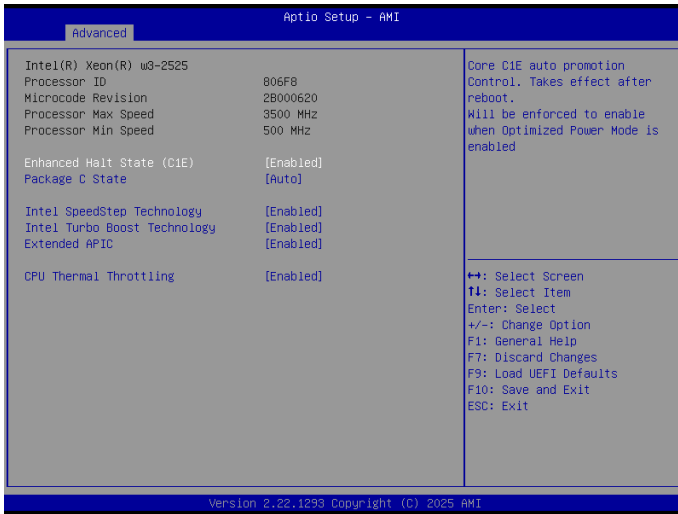 Aptio Setup – AMI
Advanced
Intel(R) Xeon(R) w3-2525
Processor ID 806F8
Microcode Revision 2B000620
Processor Max Speed 3500 MHz
Processor Min Speed 500 MHz
Enhanced Halt State (C1E) [Enabled]
Package C State [Auto]
Intel SpeedStep Technology [Enabled]
Intel Turbo Boost Technology [Enabled]
Extended APIC [Enabled]
CPU Thermal Throttling [Enabled]
Core C1E auto promotion
Control. Takes effect after
reboot.
Will be enforced to enable
when Optimized Power Mode is
enabled
↔: Select Screen
↑↓: Select Item
Enter: Select
+/-: Change Option
F1: General Help
F7: Discard Changes
F9: Load UEFI Defaults
F10: Save and Exit
ESC: Exit
Version 2.22.1293 Copyright (C) 2025 AMI